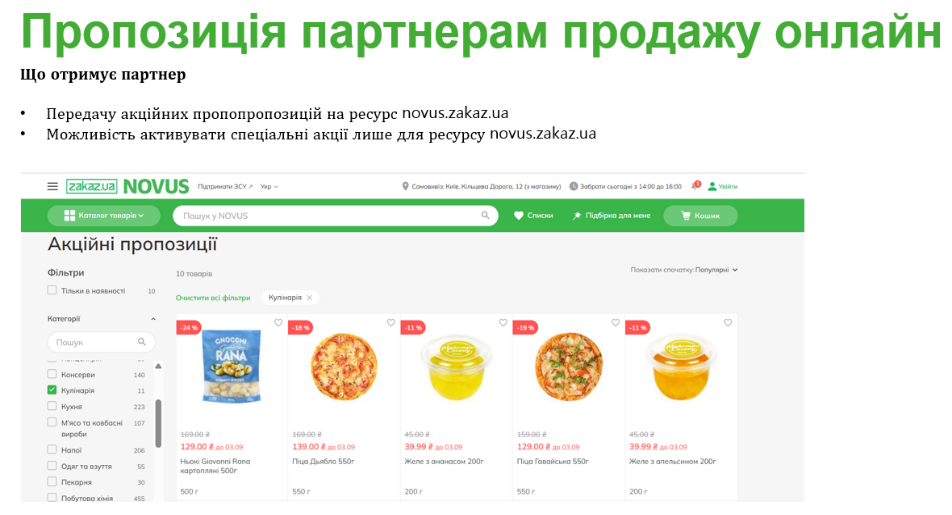 Пропозиція партнерам продажу онлайн
Що отримує партнер
• Передачу акційних пропопропозицій на ресурс novus.zakaz.ua
• Можливість активувати спеціальні акції лише для ресурсу novus.zakaz.ua
zakaz.ua NOVUS Підтримати ЗСУ Укр Самовивіз: Київ, Кільцева Дорога, 12 (з магазину) Забрати сьогодні з 14:00 до 16:00 Увійти
Каталог товарів Пошук у NOVUS Списки Підбірка для мене Кошик
Акційні пропозиції
Фільтри 10 товарів Показати спочатку: Популярні
Тільки в наявності 10
Очистити всі фільтри Кулінарія ×
Категорії
-24 % -18 % -11 % -19 % -11 %
Пошук
GNOCCHI
RANA
Консерви 140
Кулінарія 11
Кухня 223
М'ясо та ковбасні вироби 107
Напої 206
Одяг та взуття 55
Пекарня 30
Побутова хімія 455
169.00 ₴ 169.00 ₴ 45.00 ₴ 159.00 ₴ 45.00 ₴
129.00 ₴ до 03.09 139.00 ₴ до 03.09 39.99 ₴ до 03.09 129.00 ₴ до 03.09 39.99 ₴ до 03.09
Ньокі Giovanni Rana картопляні 500г Піца Дьябло 550г Желе з ананасом 200г Піца Гавайська 550г Желе з апельсином 200г
500 г 550 г 200 г 550 г 200 г